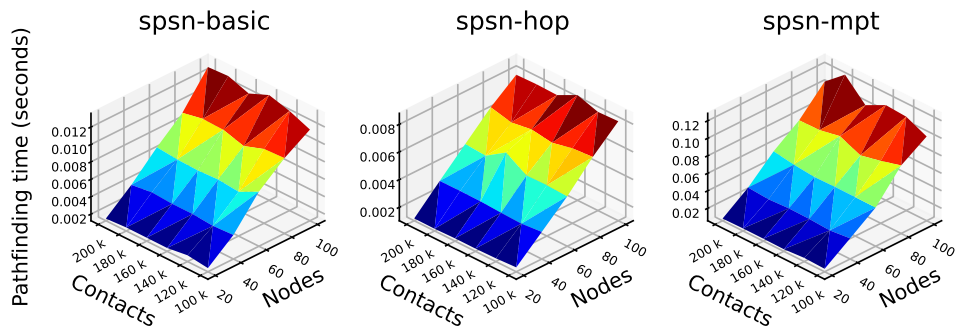 spsn-basic
spsn-hop
spsn-mpt
Pathfinding time (seconds)
0.012
0.010
0.008
0.006
0.004
0.002
200 k
180 k
160 k
140 k
120 k
100 k
Contacts
20
40
60
80
100
Nodes
0.008
0.006
0.004
0.002
200 k
180 k
160 k
140 k
120 k
100 k
Contacts
20
40
60
80
100
Nodes
0.12
0.10
0.08
0.06
0.04
0.02
200 k
180 k
160 k
140 k
120 k
100 k
Contacts
20
40
60
80
100
Nodes